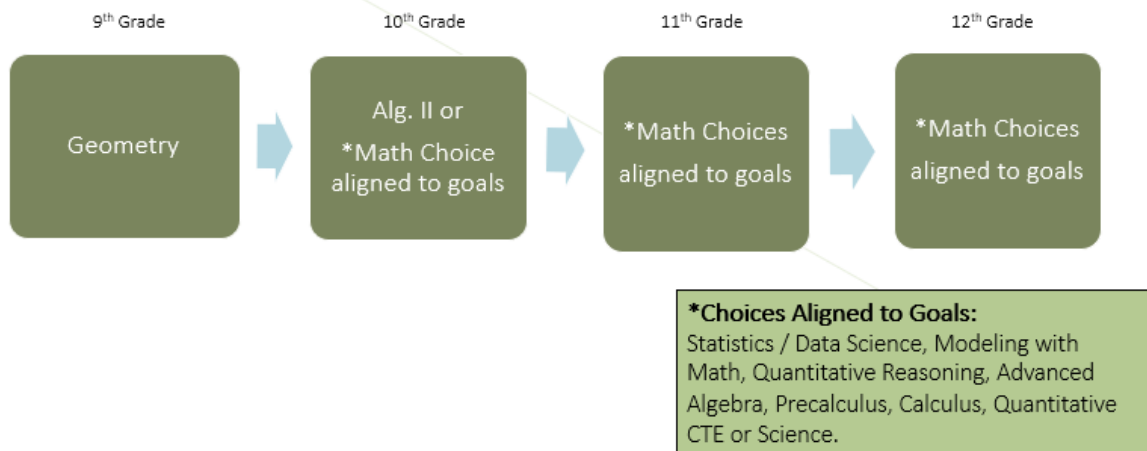 9th Grade
10th Grade
11th Grade
12th Grade
Geometry
Alg. II or
*Math Choice
aligned to goals
*Math Choices
aligned to goals
*Math Choices
aligned to goals
*Choices Aligned to Goals:
Statistics / Data Science, Modeling with
Math, Quantitative Reasoning, Advanced
Algebra, Precalculus, Calculus, Quantitative
CTE or Science.